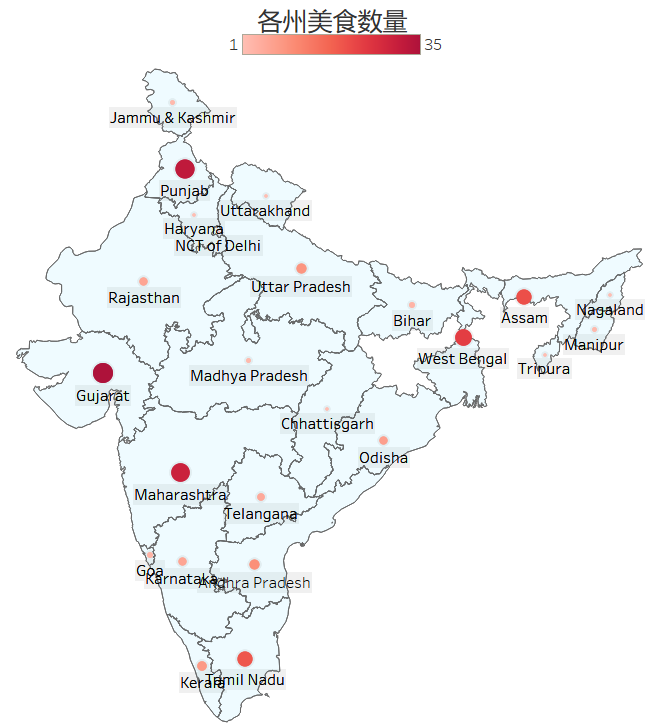 各州美食数量
1 35
Jammu & Kashmir
Punjab
Uttarakhand
Haryana
NCT of Delhi
Uttar Pradesh
Rajasthan
Assam
Nagaland
Bihar
Manipur
West Bengal
Tripura
Madhya Pradesh
Gujarat
Chhattisgarh
Odisha
Maharashtra
Telangana
Goa
Karnataka
Andhra Pradesh
Kerala
Tamil Nadu